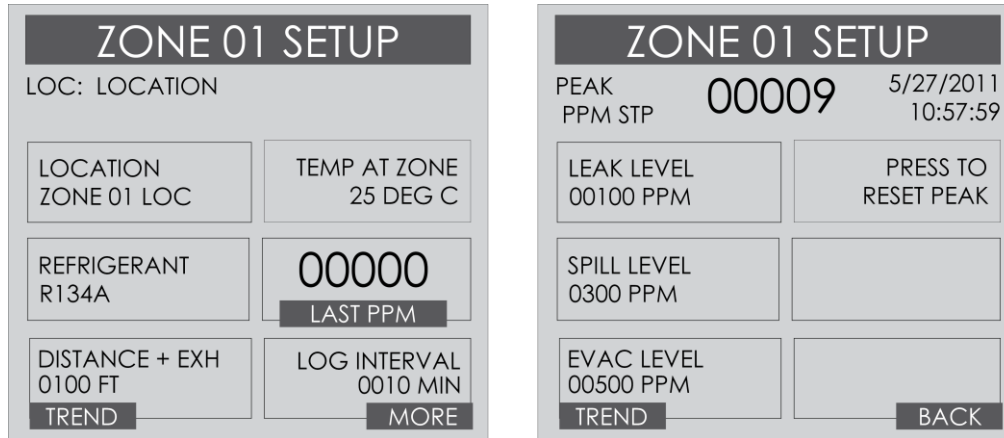 ZONE 01 SETUP
LOC: LOCATION
LOCATION
ZONE 01 LOC
TEMP AT ZONE
25 DEG C
REFRIGERANT
R134A
00000
LAST PPM
DISTANCE + EXH
0100 FT
LOG INTERVAL
0010 MIN
TREND
MORE
ZONE 01 SETUP
PEAK
PPM STP
00009
5/27/2011
10:57:59
LEAK LEVEL
00100 PPM
PRESS TO
RESET PEAK
SPILL LEVEL
0300 PPM
EVAC LEVEL
00500 PPM
TREND
BACK